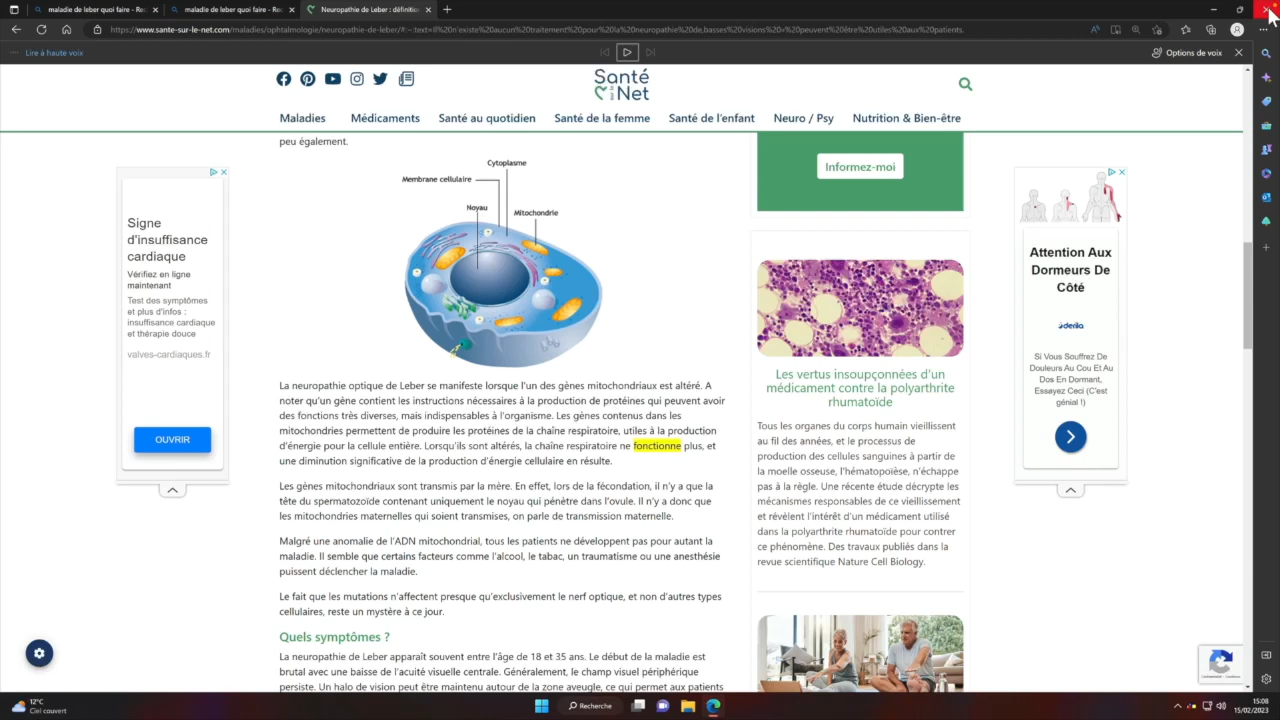 maladie de leber quoi faire - Rec
maladie de leber quoi faire - Rec
Neuropathie de Leber : définition
https://www.sante-sur-le-net.com/maladies/ophtalmologie/neuropathie-de-leber/#:~:text=Il%20n'existe%20aucun%20traitement%20pour%20la%20neuropathie%20de,basses%20visions%20»%20peuvent%20être%20utiles%20aux%20patients.
Lire à haute voix
Options de voix
Santé
Net
Maladies
Médicaments
Santé au quotidien
Santé de la femme
Santé de l'enfant
Neuro / Psy
Nutrition & Bien-être
peu également.
Cytoplasme
Membrane cellulaire
Noyau
Mitochondrie
La neuropathie optique de Leber se manifeste lorsque l'un des gènes mitochondriaux est altéré. A
noter qu'un gène contient les instructions nécessaires à la production de protéines qui peuvent avoir
des fonctions très diverses, mais indispensables à l'organisme. Les gènes contenus dans les
mitochondries permettent de produire les protéines de la chaîne respiratoire, utiles à la production
d'énergie pour la cellule entière. Lorsqu'ils sont altérés, la chaîne respiratoire ne fonctionne plus, et
une diminution significative de la production d'énergie cellulaire en résulte.
Les gènes mitochondriaux sont transmis par la mère. En effet, lors de la fécondation, il n'y a que la
tête du spermatozoïde contenant uniquement le noyau qui pénètre dans l'ovule. Il n'y a donc que
les mitochondries maternelles qui soient transmises, on parle de transmission maternelle.
Malgré une anomalie de l'ADN mitochondrial, tous les patients ne développent pas pour autant la
maladie. Il semble que certains facteurs comme l'alcool, le tabac, un traumatisme ou une anesthésie
puissent déclencher la maladie.
Le fait que les mutations n'affectent presque qu'exclusivement le nerf optique, et non d'autres types
cellulaires, reste un mystère à ce jour.
Quels symptômes ?
La neuropathie de Leber apparaît souvent entre l'âge de 18 et 35 ans. Le début de la maladie est
brutal avec une baisse de l'acuité visuelle centrale. Généralement, le champ visuel périphérique
persiste. Un halo de vision peut être maintenu autour de la zone aveugle, ce qui permet aux patients
Signe
d'insuffisance
cardiaque
Vérifiez en ligne
maintenant
Test des symptômes
et plus d'infos :
insuffisance cardiaque
et thérapie douce
valves-cardiaques.fr
OUVRIR
Informez-moi
Les vertus insoupçonnées d'un
médicament contre la polyarthrite
rhumatoïde
Tous les organes du corps humain vieillissent
au fil des années, et le processus de
production des cellules sanguines à partir de
la moelle osseuse, l'hématopoïèse, n'échappe
pas à la règle. Une récente étude décrypte les
mécanismes responsables de ce vieillissement
et révèlent l'intérêt d'un médicament utilisé
dans la polyarthrite rhumatoïde pour contrer
ce phénomène. Des travaux publiés dans la
revue scientifique Nature Cell Biology.
Attention Aux
Dormeurs De
Côté
derila
Si Vous Souffrez De
Douleurs Au Cou Et Au
Dos En Dormant,
Essayez Ceci (C'est
génial !)
12°C
Ciel couvert
Recherche
15:08
15/02/2023